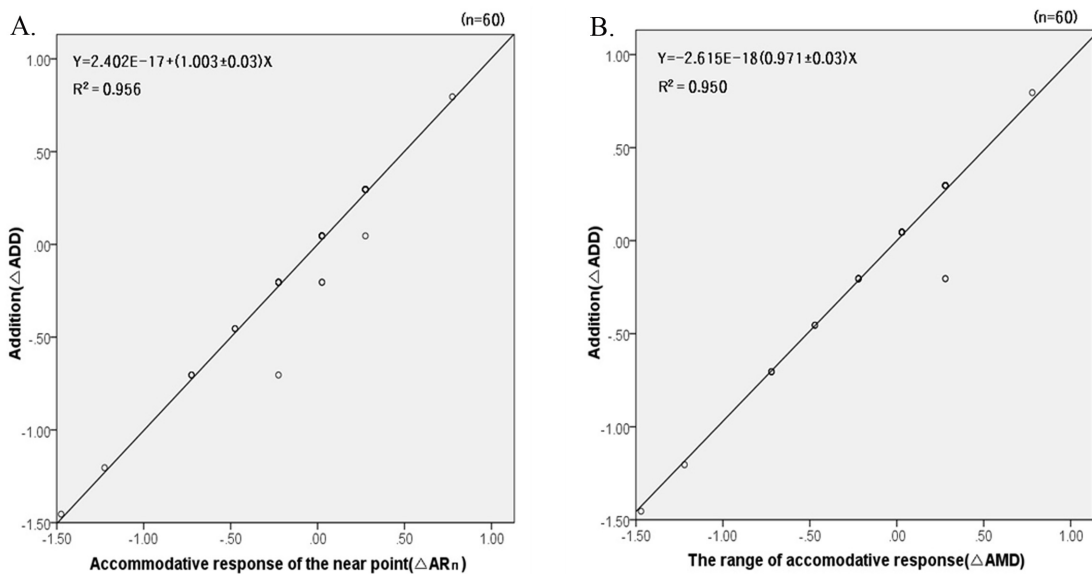 A.
(n=60)
Y=2.402E-17+(1.003±0.03)X
R² = 0.956
1.00
.50
.00
-.50
-1.00
-1.50
Addition(△ADD)
-1.50 -1.00 -.50 .00 .50 1.00
Accommodative response of the near point(△ARn)
B.
(n=60)
Y=-2.615E-18(0.971±0.03)X
R² = 0.950
1.00
.50
.00
-.50
-1.00
-1.50
Addition(△ADD)
-1.50 -1.00 -.50 .00 .50 1.00
The range of accomodative response(△AMD)